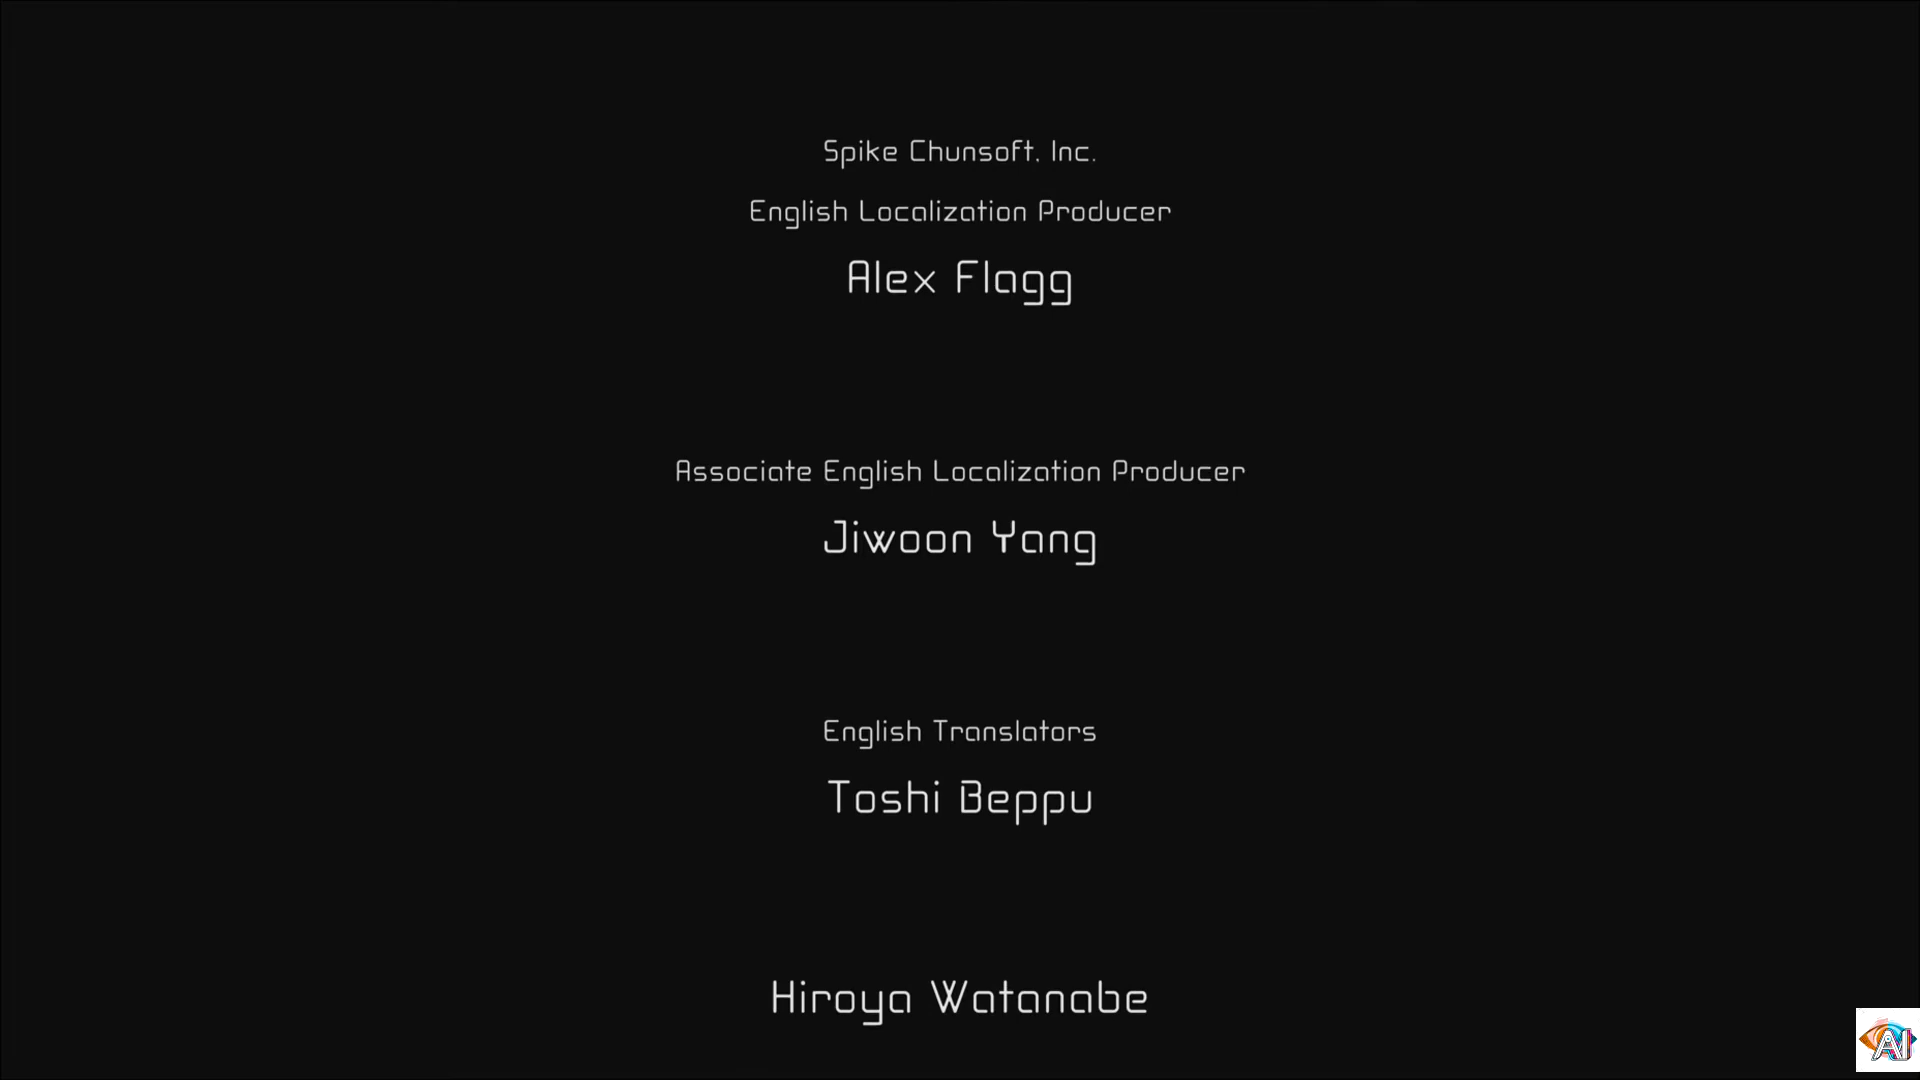 Spike Chunsoft, Inc.
English Localization Producer
Alex Flagg
Associate English Localization Producer
Jiwoon Yang
English Translators
Toshi Beppu
Hiroya Watanabe
AI